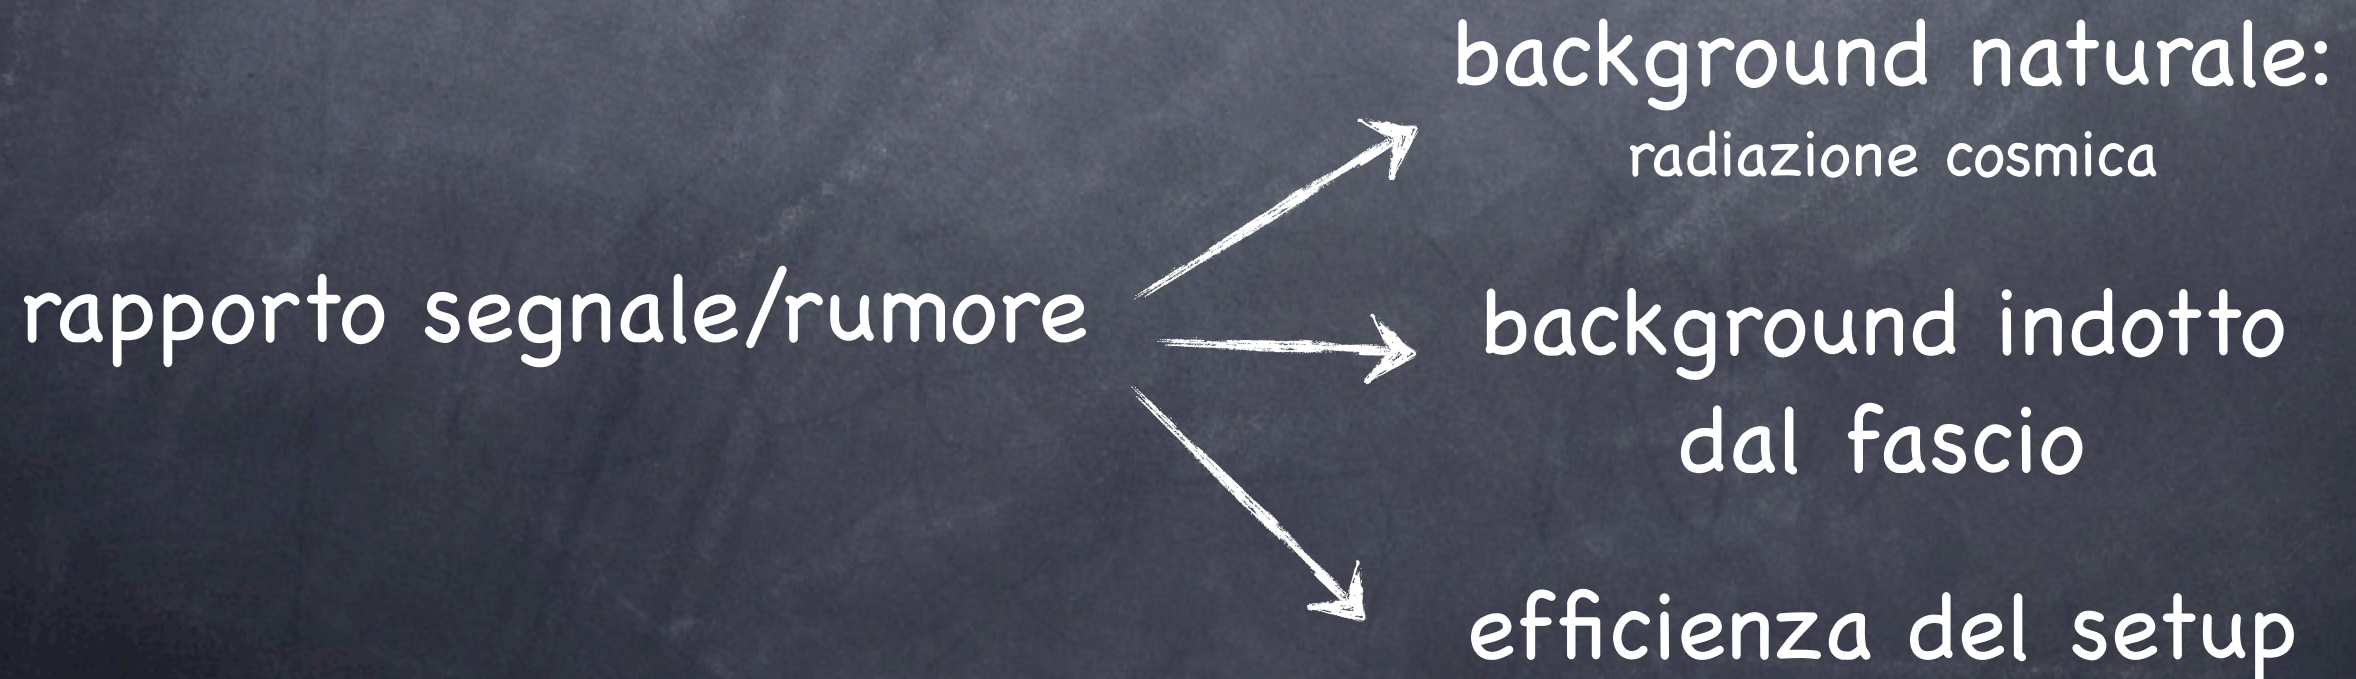 background naturale:
radiazione cosmica
rapporto segnale/rumore
background indotto
dal fascio
efficienza del setup